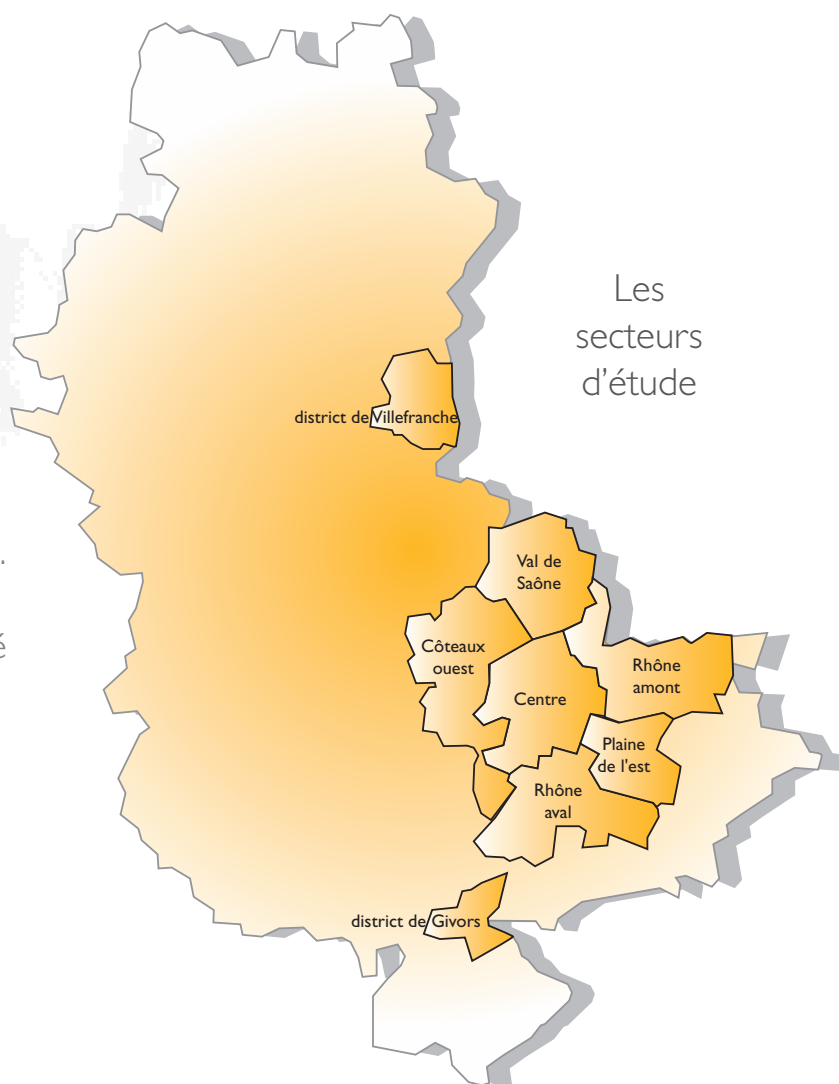 Les
secteurs
d'étude
district de Villefranche
Val de
Saône
Côteaux
ouest
Rhône
amont
Centre
Plaine
de l'est
Rhône
aval
district de Givors
é